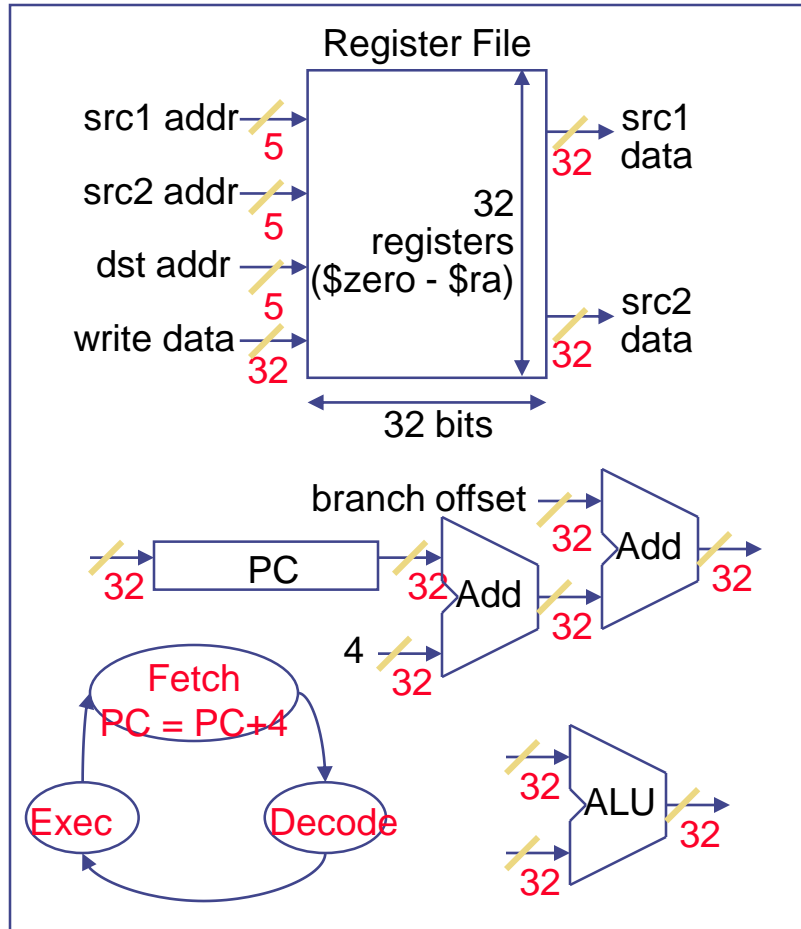 Register File
src1 addr
5
src2 addr
5
dst addr
5
write data
32
32
registers
($zero - $ra)
src1
data
32
src2
data
32
32 bits
branch offset
32
Add
32
32
PC
32
Add
32
4
32
Fetch
PC = PC+4
Exec
Decode
32
ALU
32
32